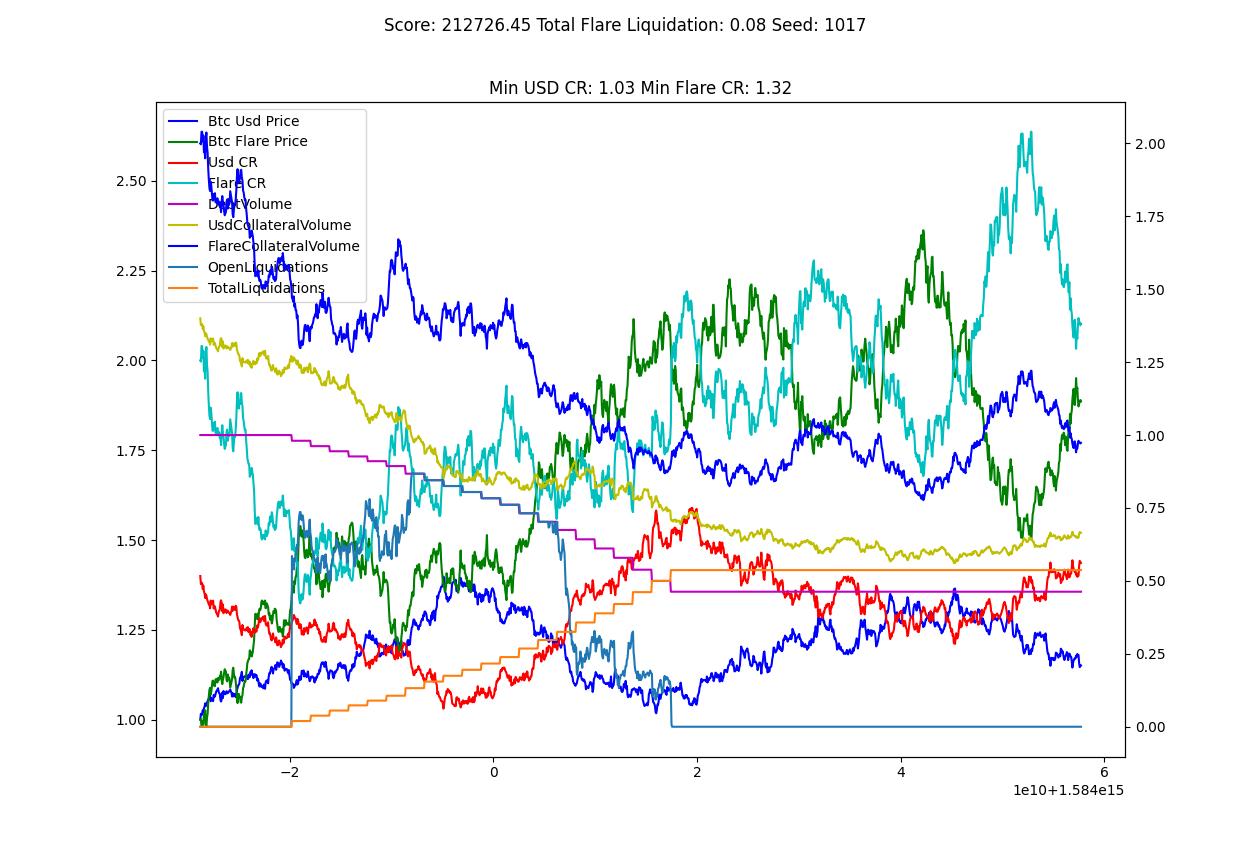 Score: 212726.45 Total Flare Liquidation: 0.08 Seed: 1017
Min USD CR: 1.03 Min Flare CR: 1.32
Btc Usd Price
Btc Flare Price
Usd CR
Flare CR
DebtVolume
UsdCollateralVolume
FlareCollateralVolume
OpenLiquidations
TotalLiquidations
2.50
2.25
2.00
1.75
1.50
1.25
1.00
2.00
1.75
1.50
1.25
1.00
0.75
0.50
0.25
0.00
−2 0 2 4 6
1e10+1.584e15